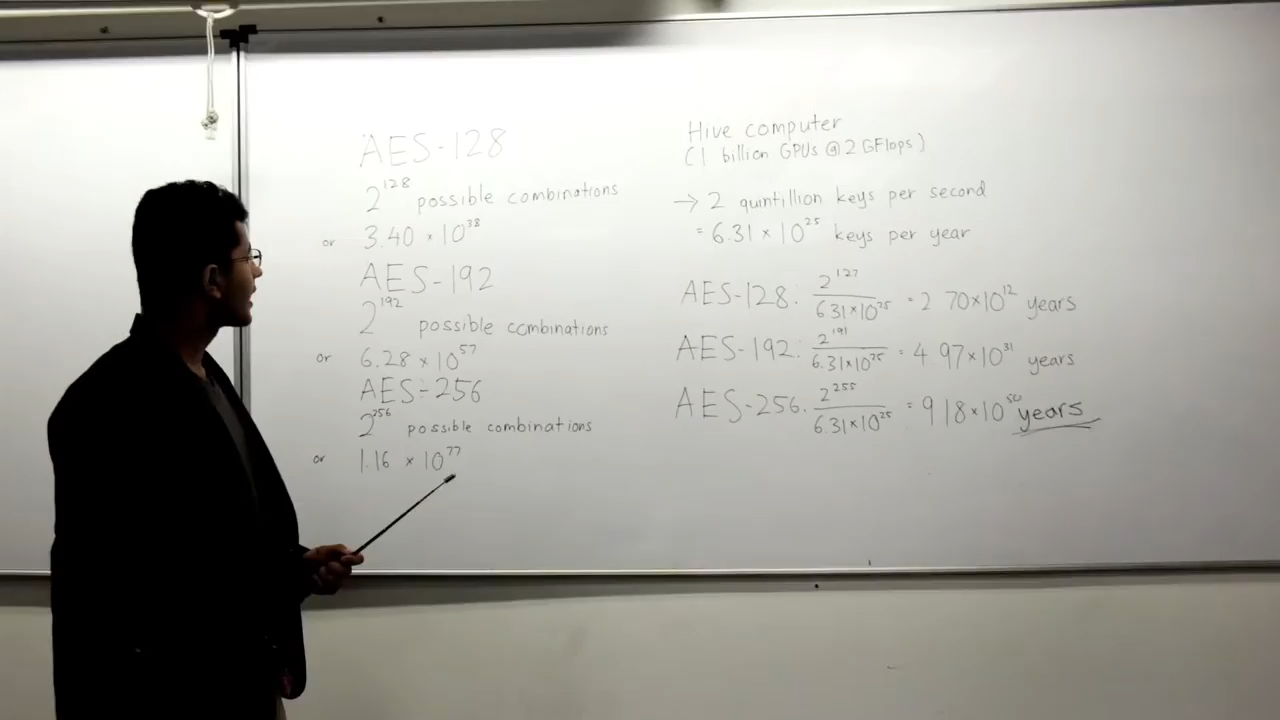 AES-128
2^128 possible combinations
or 3.40 × 10^38
AES-192
2^192 possible combinations
or 6.28 × 10^57
AES-256
2^256 possible combinations
or 1.16 × 10^77
Hive computer
(1 billion GPUs @ 2 GFlops)
→ 2 quintillion keys per second
= 6.31 × 10^25 keys per year
AES-128: 2^127 / 6.31×10^25 = 2.70×10^12 years
AES-192: 2^191 / 6.31×10^25 = 4.97×10^31 years
AES-256: 2^255 / 6.31×10^25 = 9.18×10^50 years